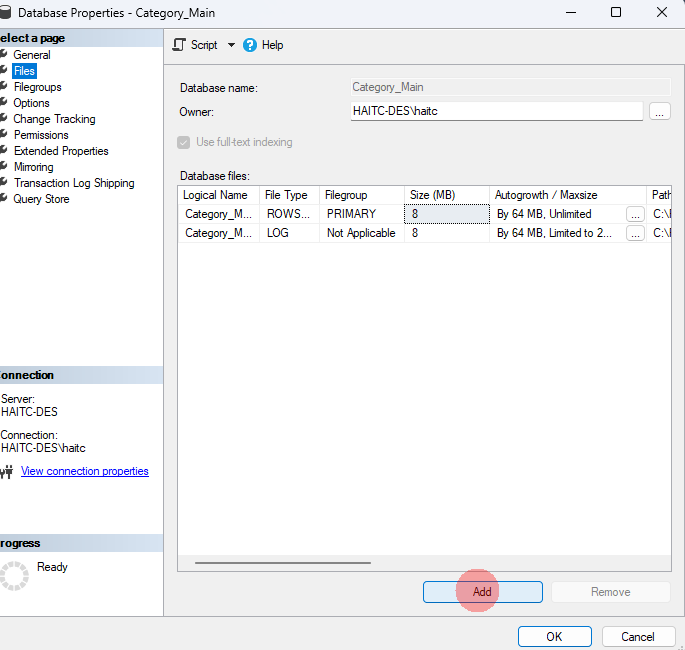 Database Properties - Category_Main
elect a page
General
Files
Filegroups
Options
Change Tracking
Permissions
Extended Properties
Mirroring
Transaction Log Shipping
Query Store
Script Help
Database name: Category_Main
Owner: HAITC-DES\haitc ...
Use full-text indexing
Database files:
Logical Name File Type Filegroup Size (MB) Autogrowth / Maxsize Path
Category_M... ROWS... PRIMARY 8 By 64 MB, Unlimited ... C:\
Category_M... LOG Not Applicable 8 By 64 MB, Limited to 2... ... C:\
onnection
Server:
HAITC-DES
Connection:
HAITC-DES\haitc
View connection properties
rogress
Ready
Add Remove
OK Cancel